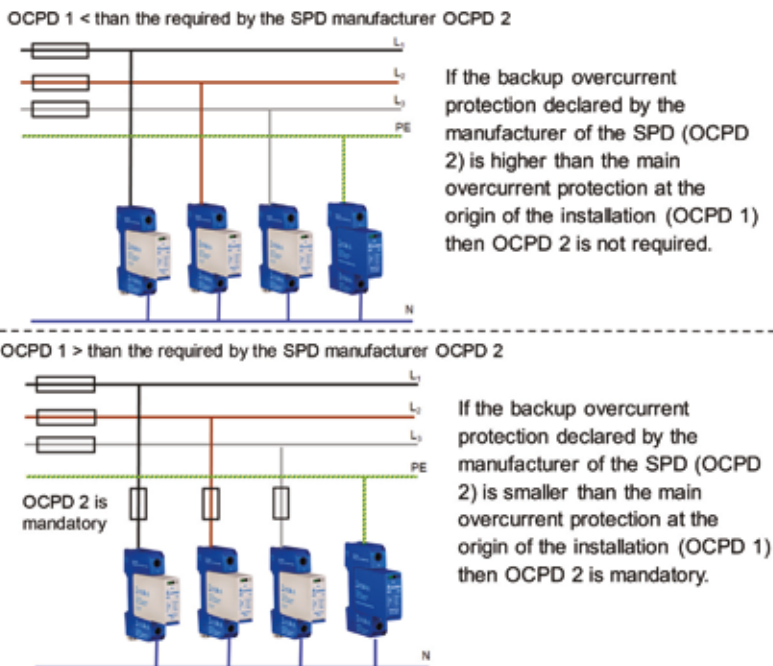 OCPD 1 < than the required by the SPD manufacturer OCPD 2
L₁
L₂
L₃
PE
N
If the backup overcurrent
protection declared by the
manufacturer of the SPD (OCPD
2) is higher than the main
overcurrent protection at the
origin of the installation (OCPD 1)
then OCPD 2 is not required.
OCPD 1 > than the required by the SPD manufacturer OCPD 2
L₁
L₂
L₃
PE
OCPD 2 is
mandatory
N
If the backup overcurrent
protection declared by the
manufacturer of the SPD (OCPD
2) is smaller than the main
overcurrent protection at the
origin of the installation (OCPD 1)
then OCPD 2 is mandatory.